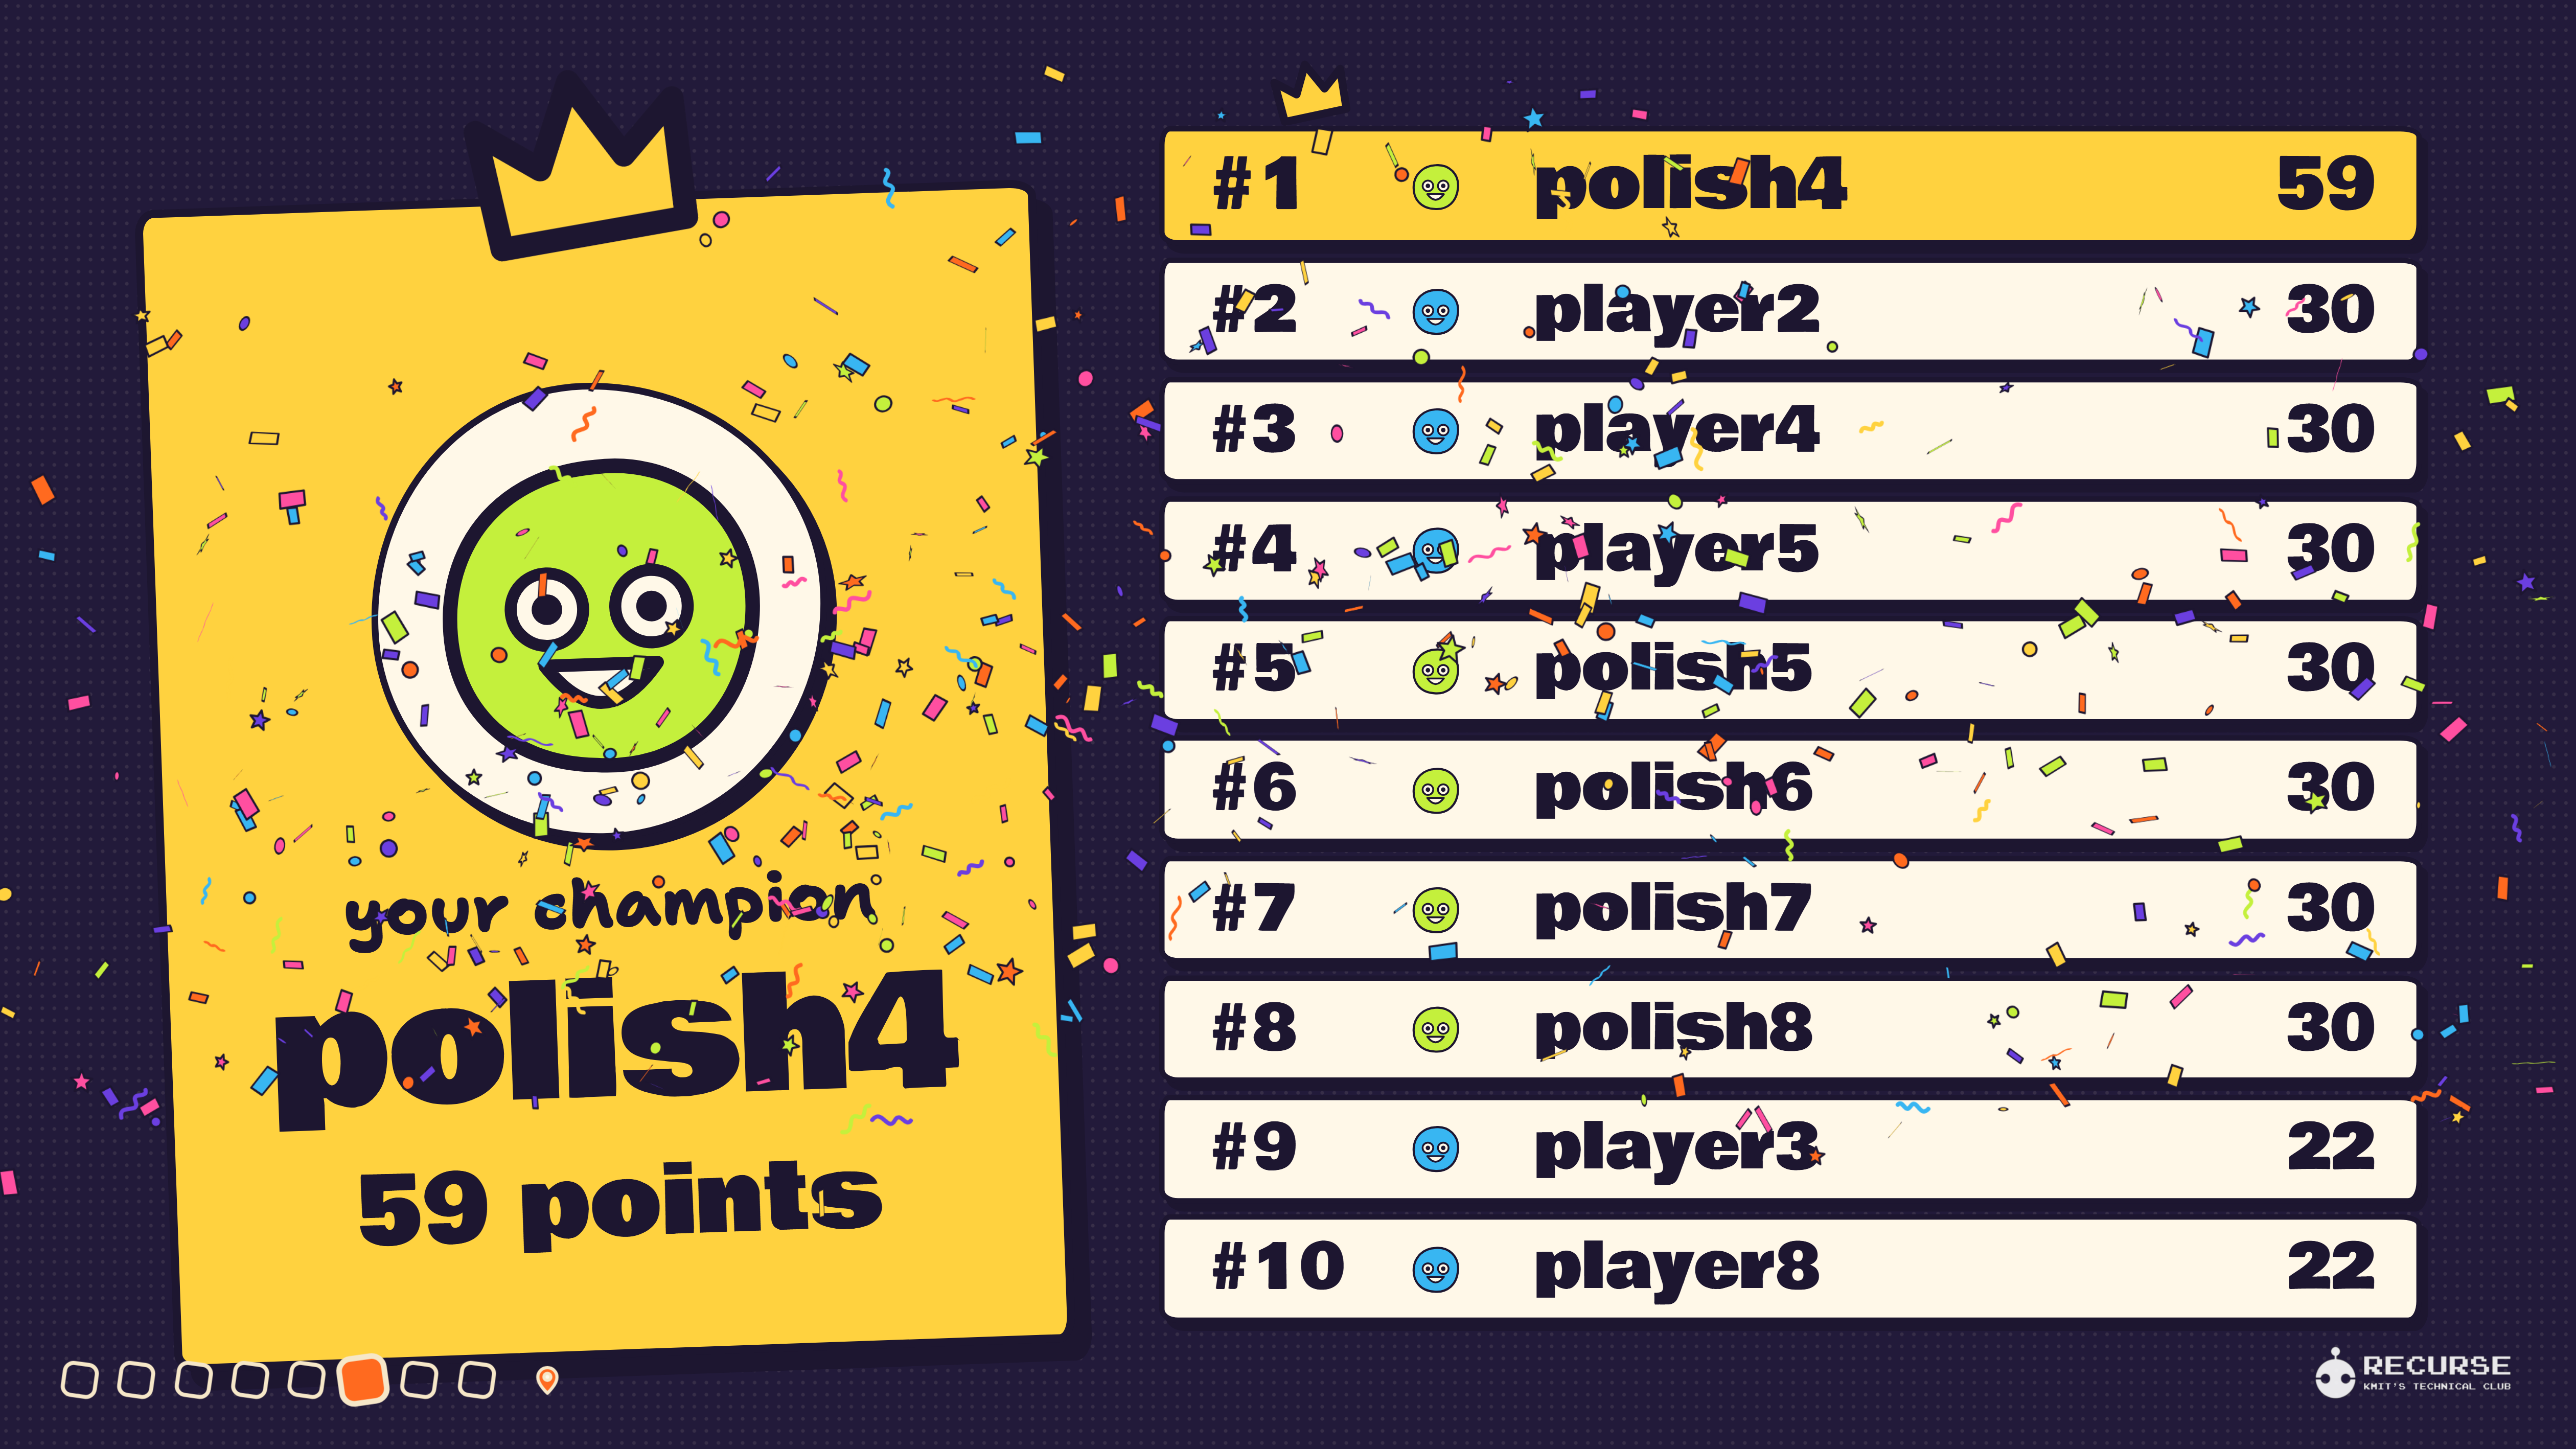 your champion
polish4
59 points
#1 polish4 59
#2 player2 30
#3 player4 30
#4 player5 30
#5 polish5 30
#6 polish6 30
#7 polish7 30
#8 polish8 30
#9 player3 22
#10 player8 22
RECURSE
KMIT'S TECHNICAL CLUB